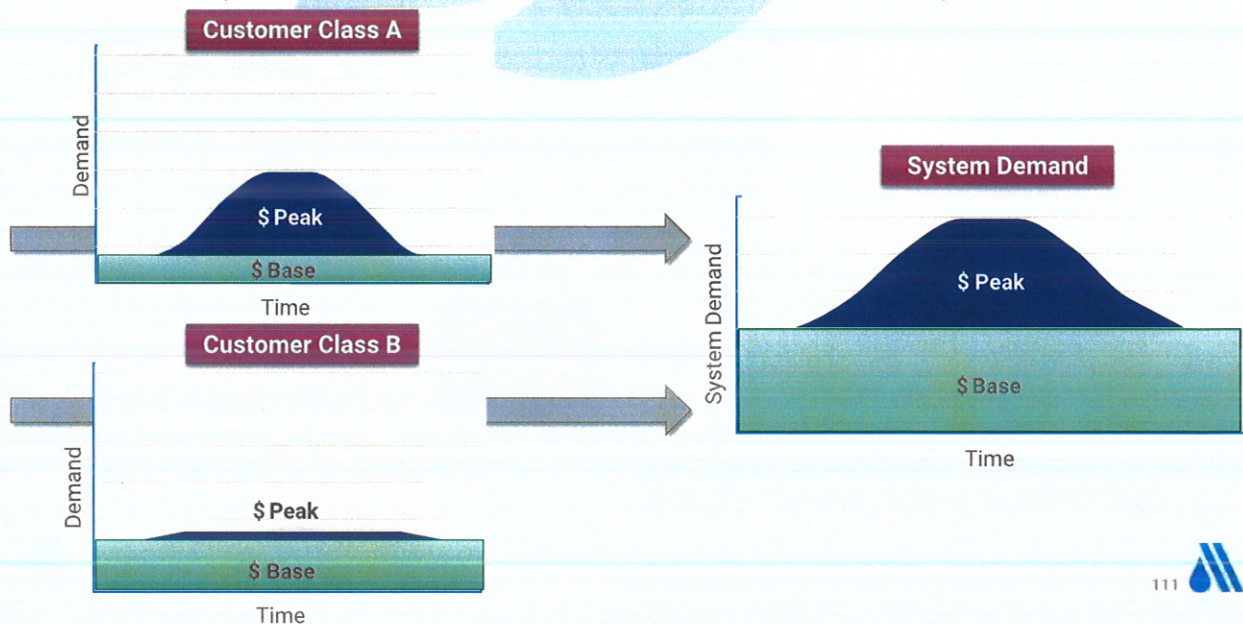 Customer Class A
Demand
$ Peak
$ Base
Time
Customer Class B
Demand
$ Peak
$ Base
Time
System Demand
System Demand
$ Peak
$ Base
Time
111